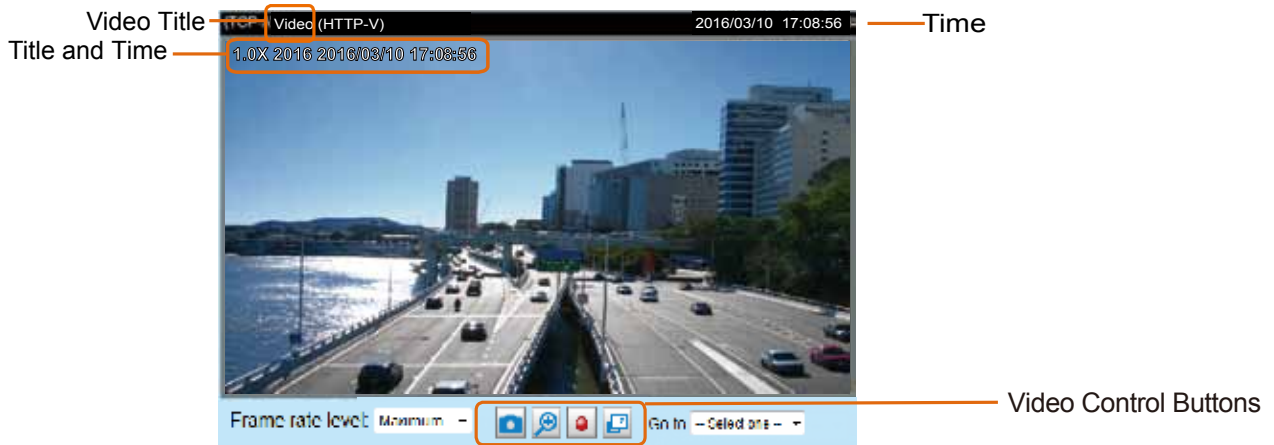 Video Title
(TCP-
Video (HTTP-V)
2016/03/10 17:08:56
Time
Title and Time
1.0X 2016 2016/03/10 17:08:56
Frame rate level: Maximum
Go to
-- Select one --
Video Control Buttons